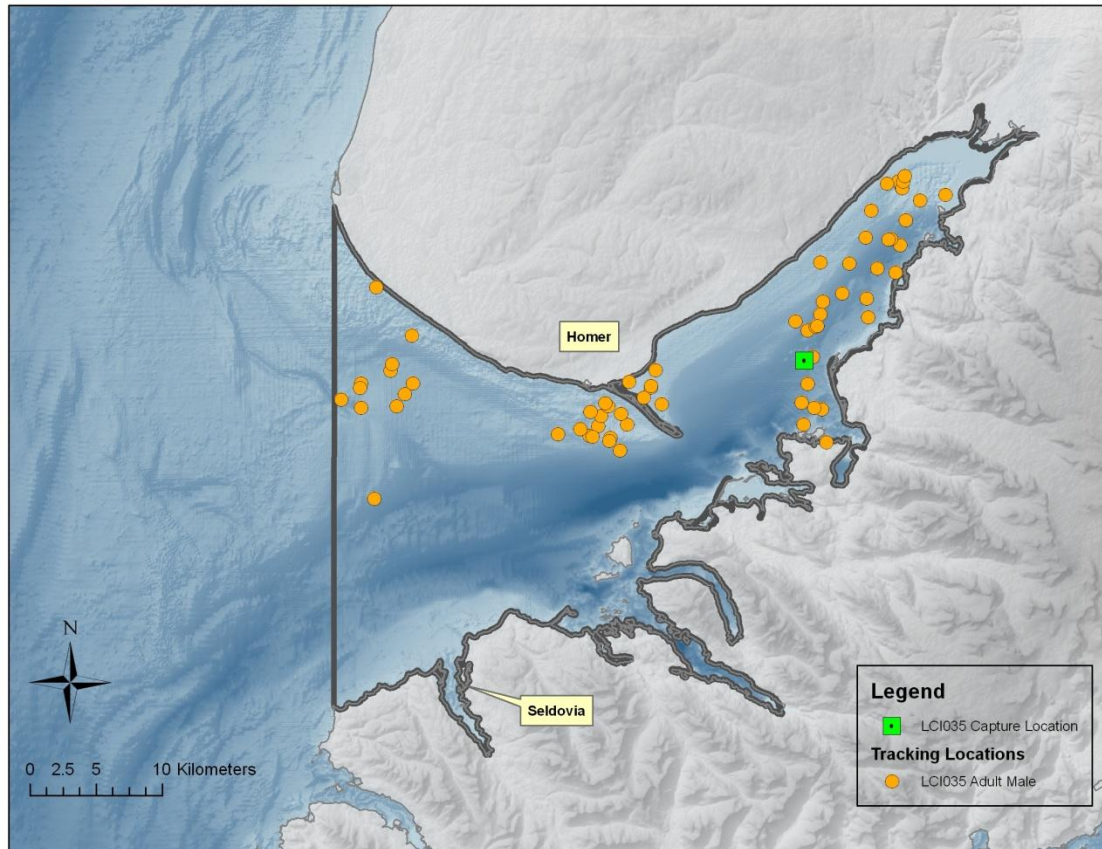 Homer
N
Seldovia
0 2.5 5 10 Kilometers
Legend
LCI035 Capture Location
Tracking Locations
LCI035 Adult Male